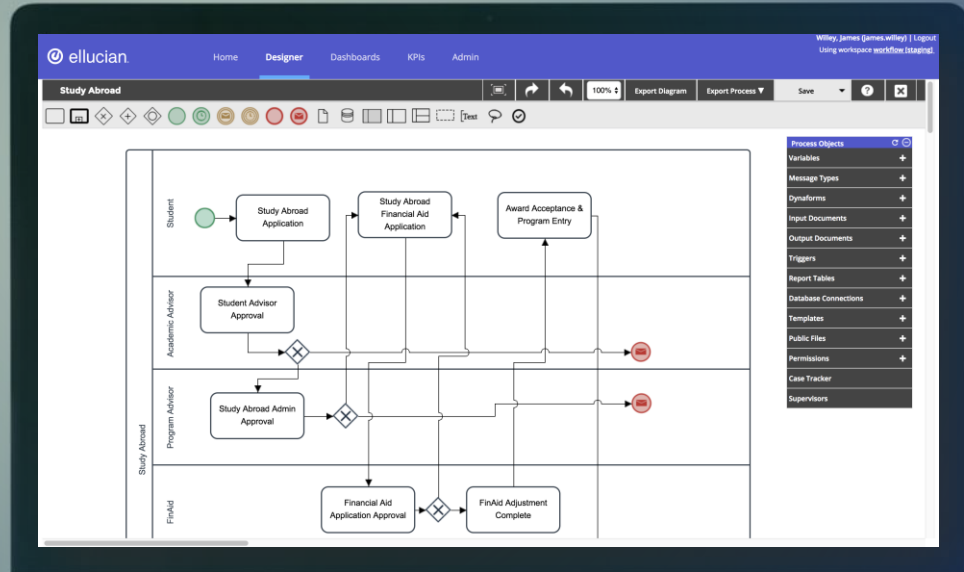 ellucian.
Home
Designer
Dashboards
KPIs
Admin
Willey, James (james.willey) | Logout
Using workspace workflow (staging)
Study Abroad
100%
Export Diagram
Export Process ▼
Save
?
Text
Process Objects
Variables
Message Types
Dynaforms
Input Documents
Output Documents
Triggers
Report Tables
Database Connections
Templates
Public Files
Permissions
Case Tracker
Supervisors
Study Abroad
Student
Study Abroad
Application
Study Abroad
Financial Aid
Application
Award Acceptance &
Program Entry
Academic Advisor
Student Advisor
Approval
Program Advisor
Study Abroad Admin
Approval
FinAid
Financial Aid
Application Approval
FinAid Adjustment
Complete